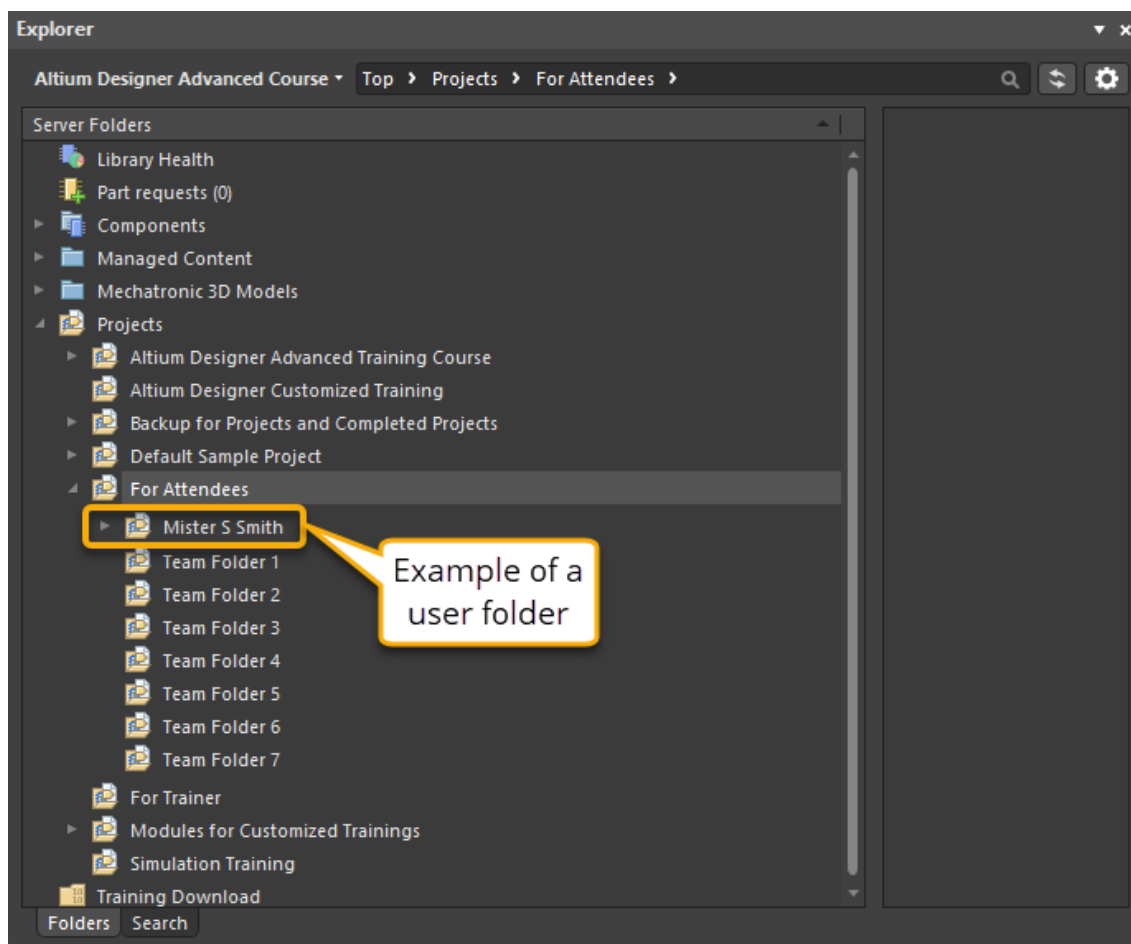 Explorer
Altium Designer Advanced Course Top Projects For Attendees
Server Folders
Library Health
Part requests (0)
Components
Managed Content
Mechatronic 3D Models
Projects
Altium Designer Advanced Training Course
Altium Designer Customized Training
Backup for Projects and Completed Projects
Default Sample Project
For Attendees
Mister S Smith
Team Folder 1
Team Folder 2
Team Folder 3
Team Folder 4
Team Folder 5
Team Folder 6
Team Folder 7
Example of a
user folder
For Trainer
Modules for Customized Trainings
Simulation Training
Training Download
Folders Search